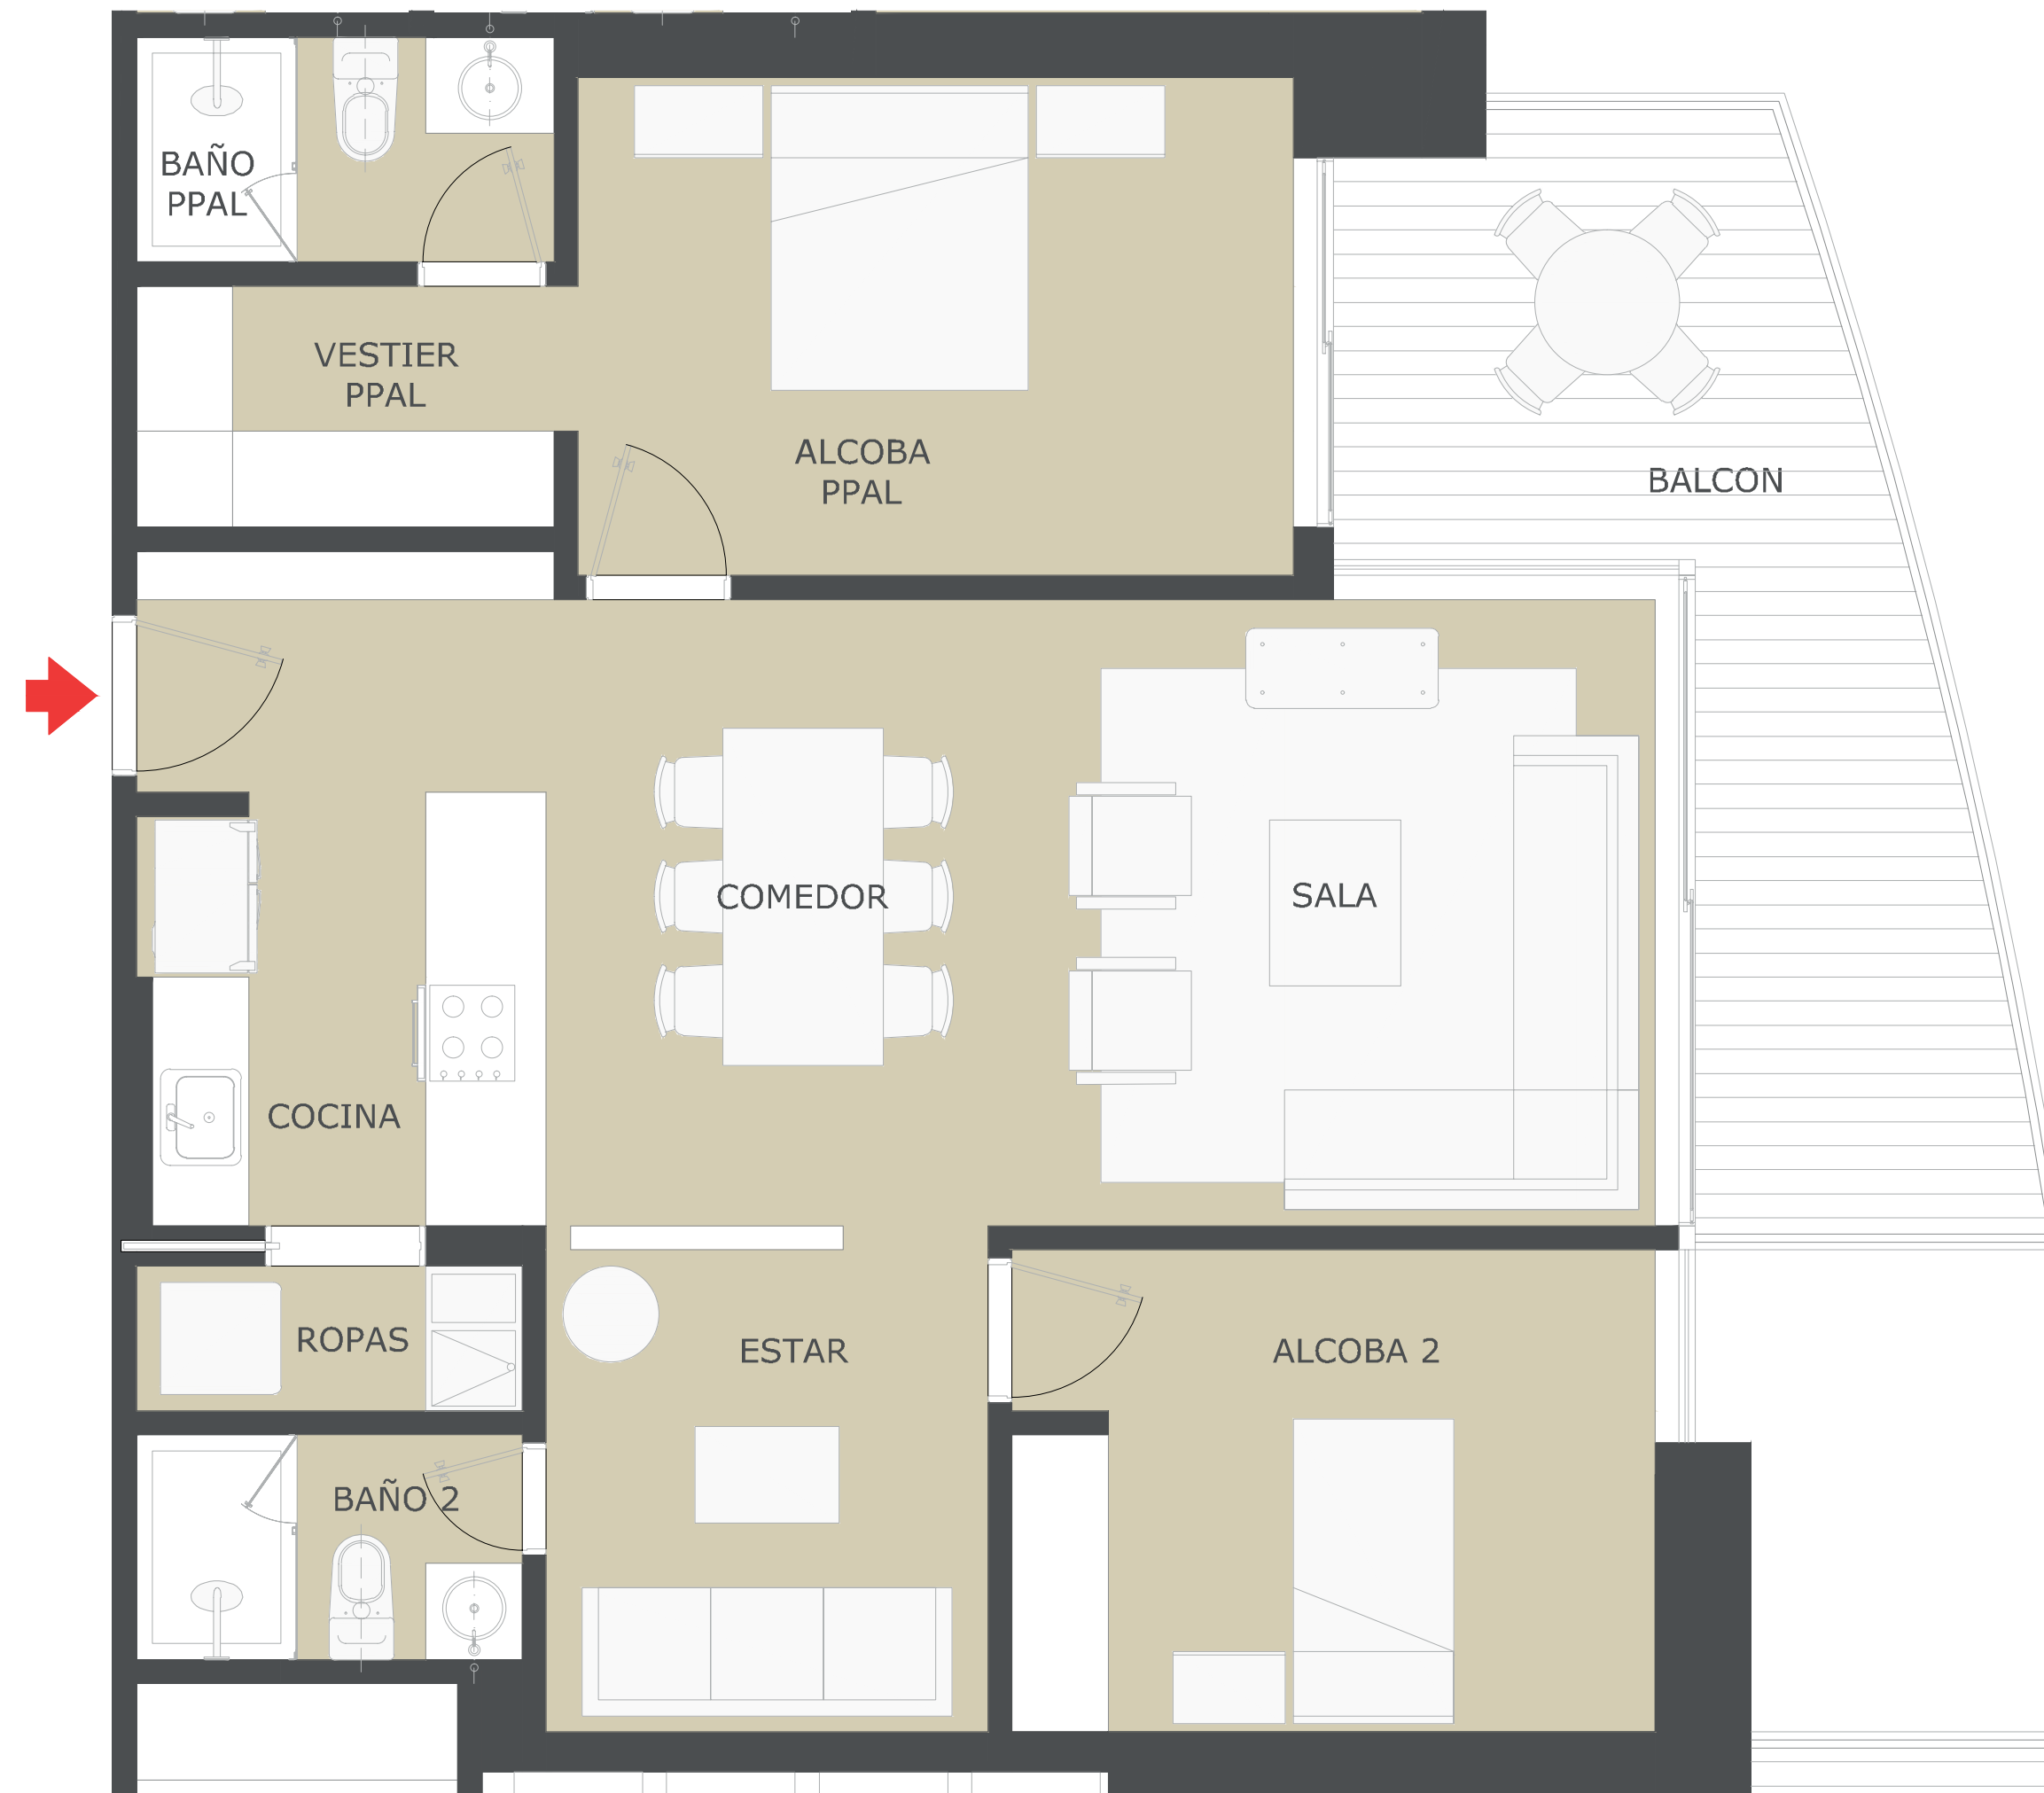 BAÑO
PPAL
VESTIER
PPAL
ALCOBA
PPAL
BALCON
COMEDOR
SALA
COCINA
ROPAS
ESTAR
ALCOBA 2
BAÑO 2